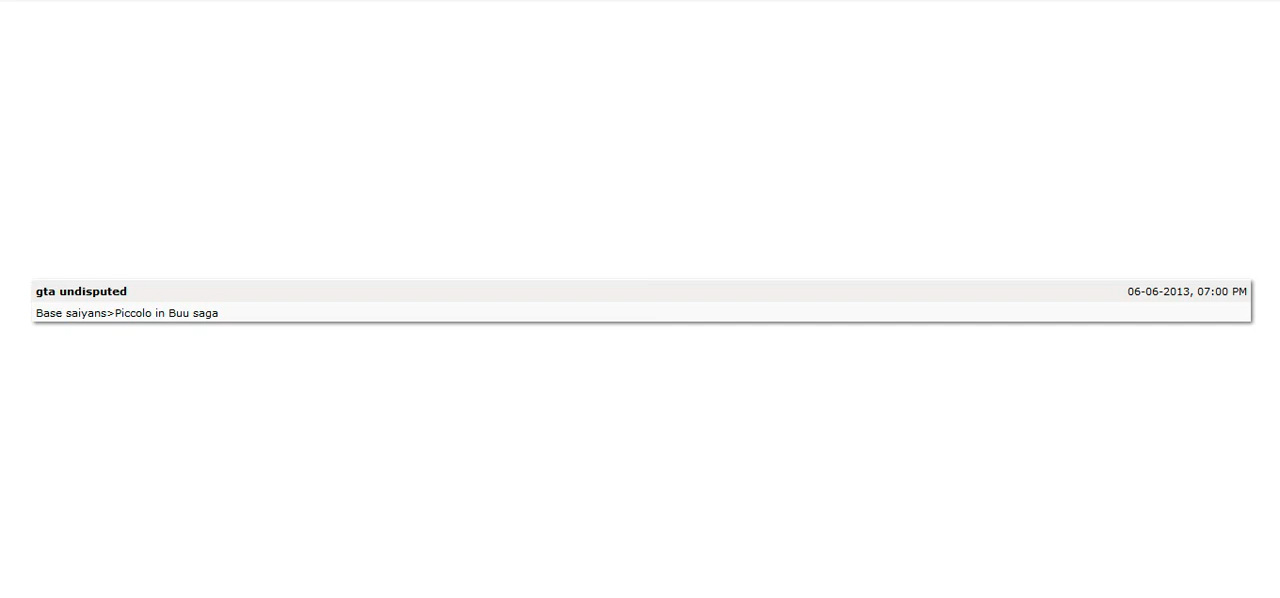 gta undisputed 06-06-2013, 07:00 PM
Base saiyans>Piccolo in Buu saga